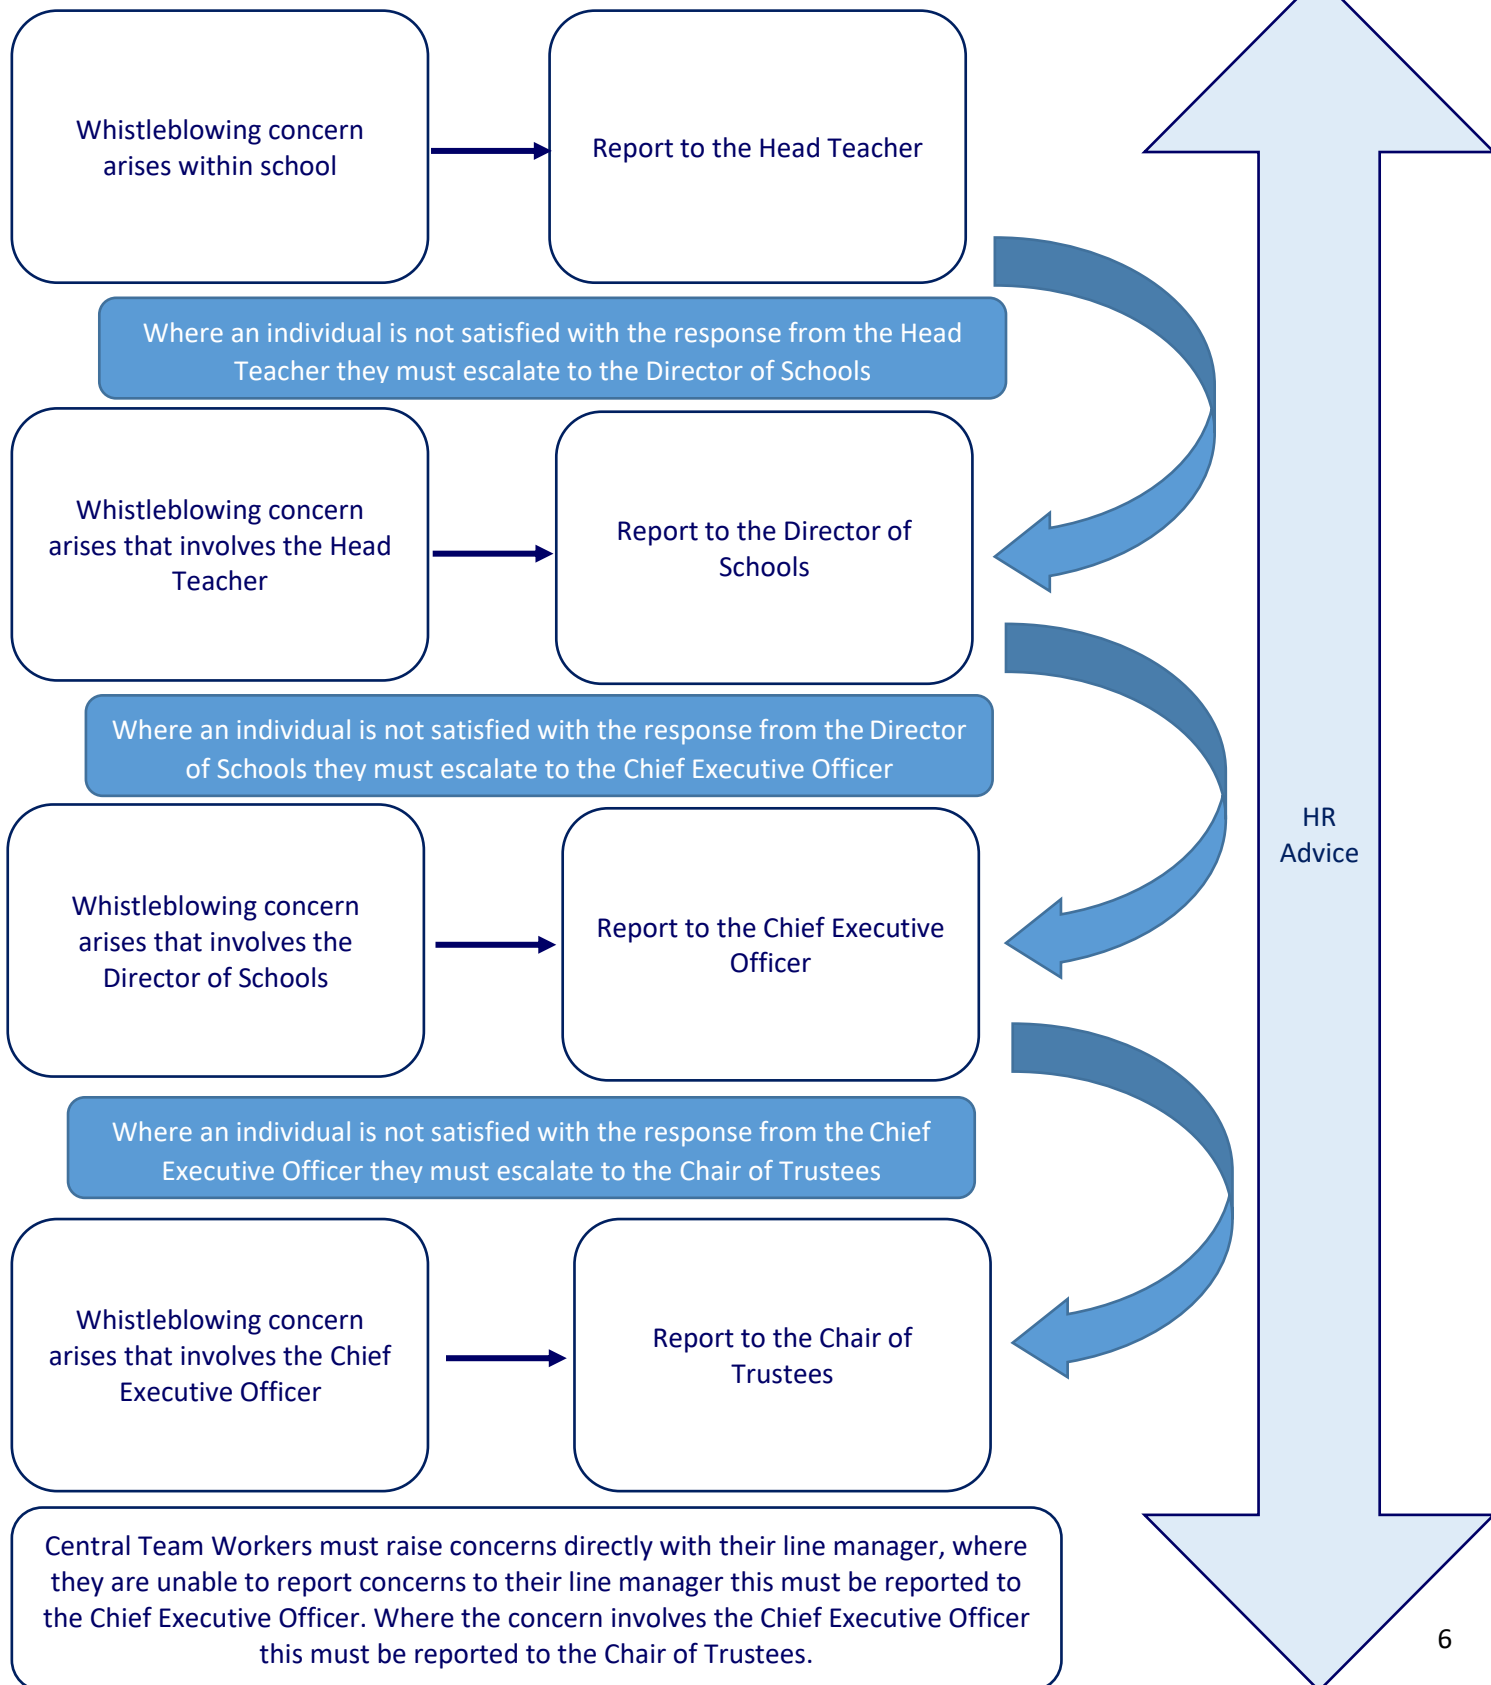 Whistleblowing concern
arises within school
Report to the Head Teacher
Where an individual is not satisfied with the response from the Head
Teacher they must escalate to the Director of Schools
Whistleblowing concern
arises that involves the Head
Teacher
Report to the Director of
Schools
Where an individual is not satisfied with the response from the Director
of Schools they must escalate to the Chief Executive Officer
HR
Advice
Whistleblowing concern
arises that involves the
Director of Schools
Report to the Chief Executive
Officer
Where an individual is not satisfied with the response from the Chief
Executive Officer they must escalate to the Chair of Trustees
Whistleblowing concern
arises that involves the Chief
Executive Officer
Report to the Chair of
Trustees
Central Team Workers must raise concerns directly with their line manager, where
they are unable to report concerns to their line manager this must be reported to
the Chief Executive Officer. Where the concern involves the Chief Executive Officer
this must be reported to the Chair of Trustees.
6